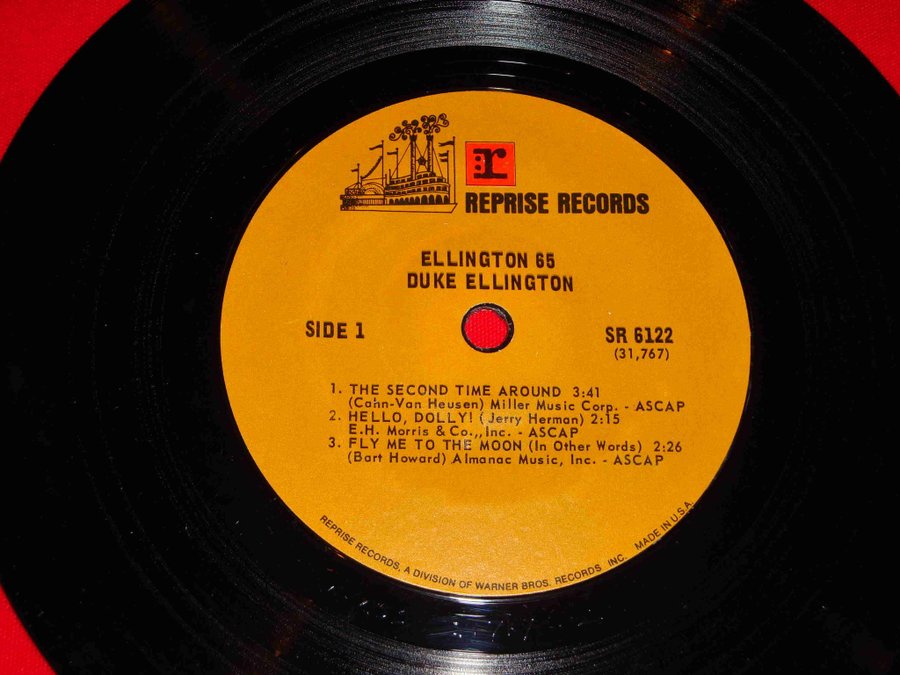 r
REPRISE RECORDS
ELLINGTON 65
DUKE ELLINGTON
SIDE 1
SR 6122
(31,767)
1. THE SECOND TIME AROUND 3:41
(Cahn-Van Heusen) Miller Music Corp. - ASCAP
2. HELLO, DOLLY! (Jerry Herman) 2:15
E.H. Morris & Co., Inc. - ASCAP
3. FLY ME TO THE MOON (In Other Words) 2:26
(Bart Howard) Almanac Music, Inc. - ASCAP
REPRISE RECORDS, A DIVISION OF WARNER BROS. RECORDS INC. MADE IN U.S.A.